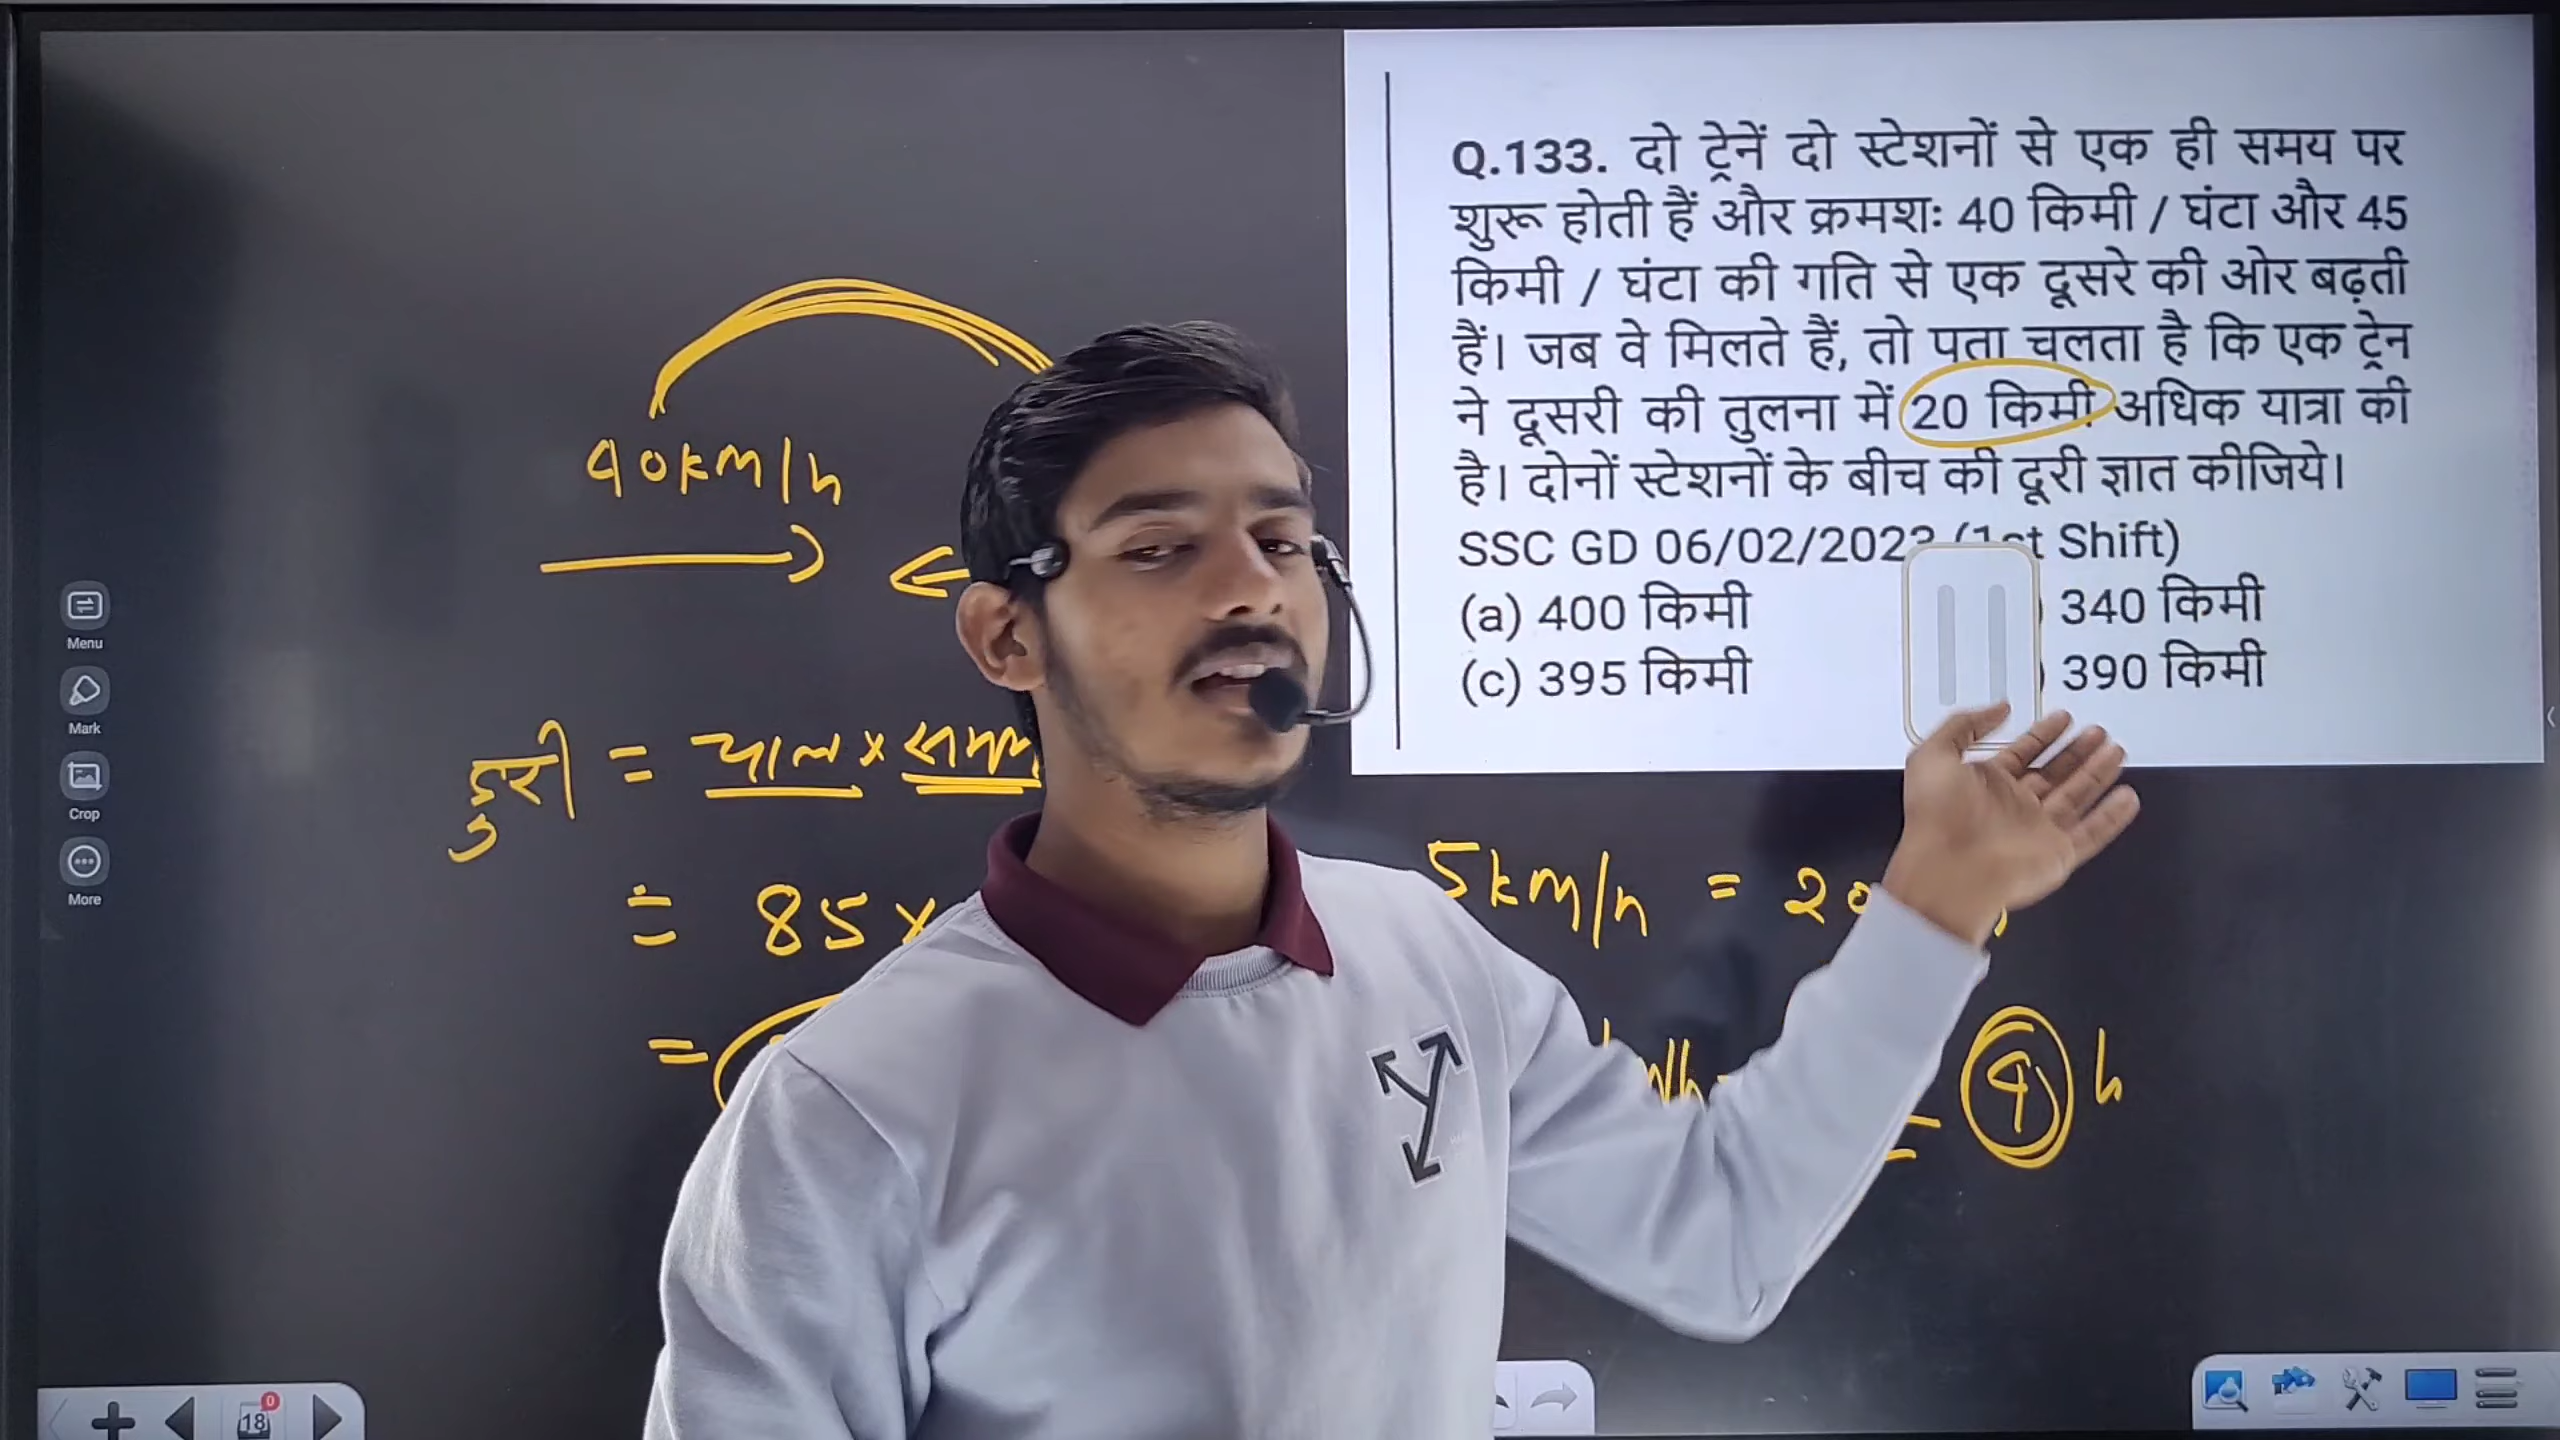 Q.133. दो ट्रेनें दो स्टेशनों से एक ही समय पर
शुरू होती हैं और क्रमशः 40 किमी / घंटा और 45
किमी / घंटा की गति से एक दूसरे की ओर बढ़ती
हैं। जब वे मिलते हैं, तो पता चलता है कि एक ट्रेन
ने दूसरी की तुलना में 20 किमी अधिक यात्रा की
है। दोनों स्टेशनों के बीच की दूरी ज्ञात कीजिये।
SSC GD 06/02/2023 (1st Shift)
(a) 400 किमी ) 340 किमी
(c) 395 किमी ) 390 किमी
40km/h
दुरी = चाल × समय
= 85 ×
=
5km/h = 20
= 4 h
Menu
Mark
Crop
More
18
0